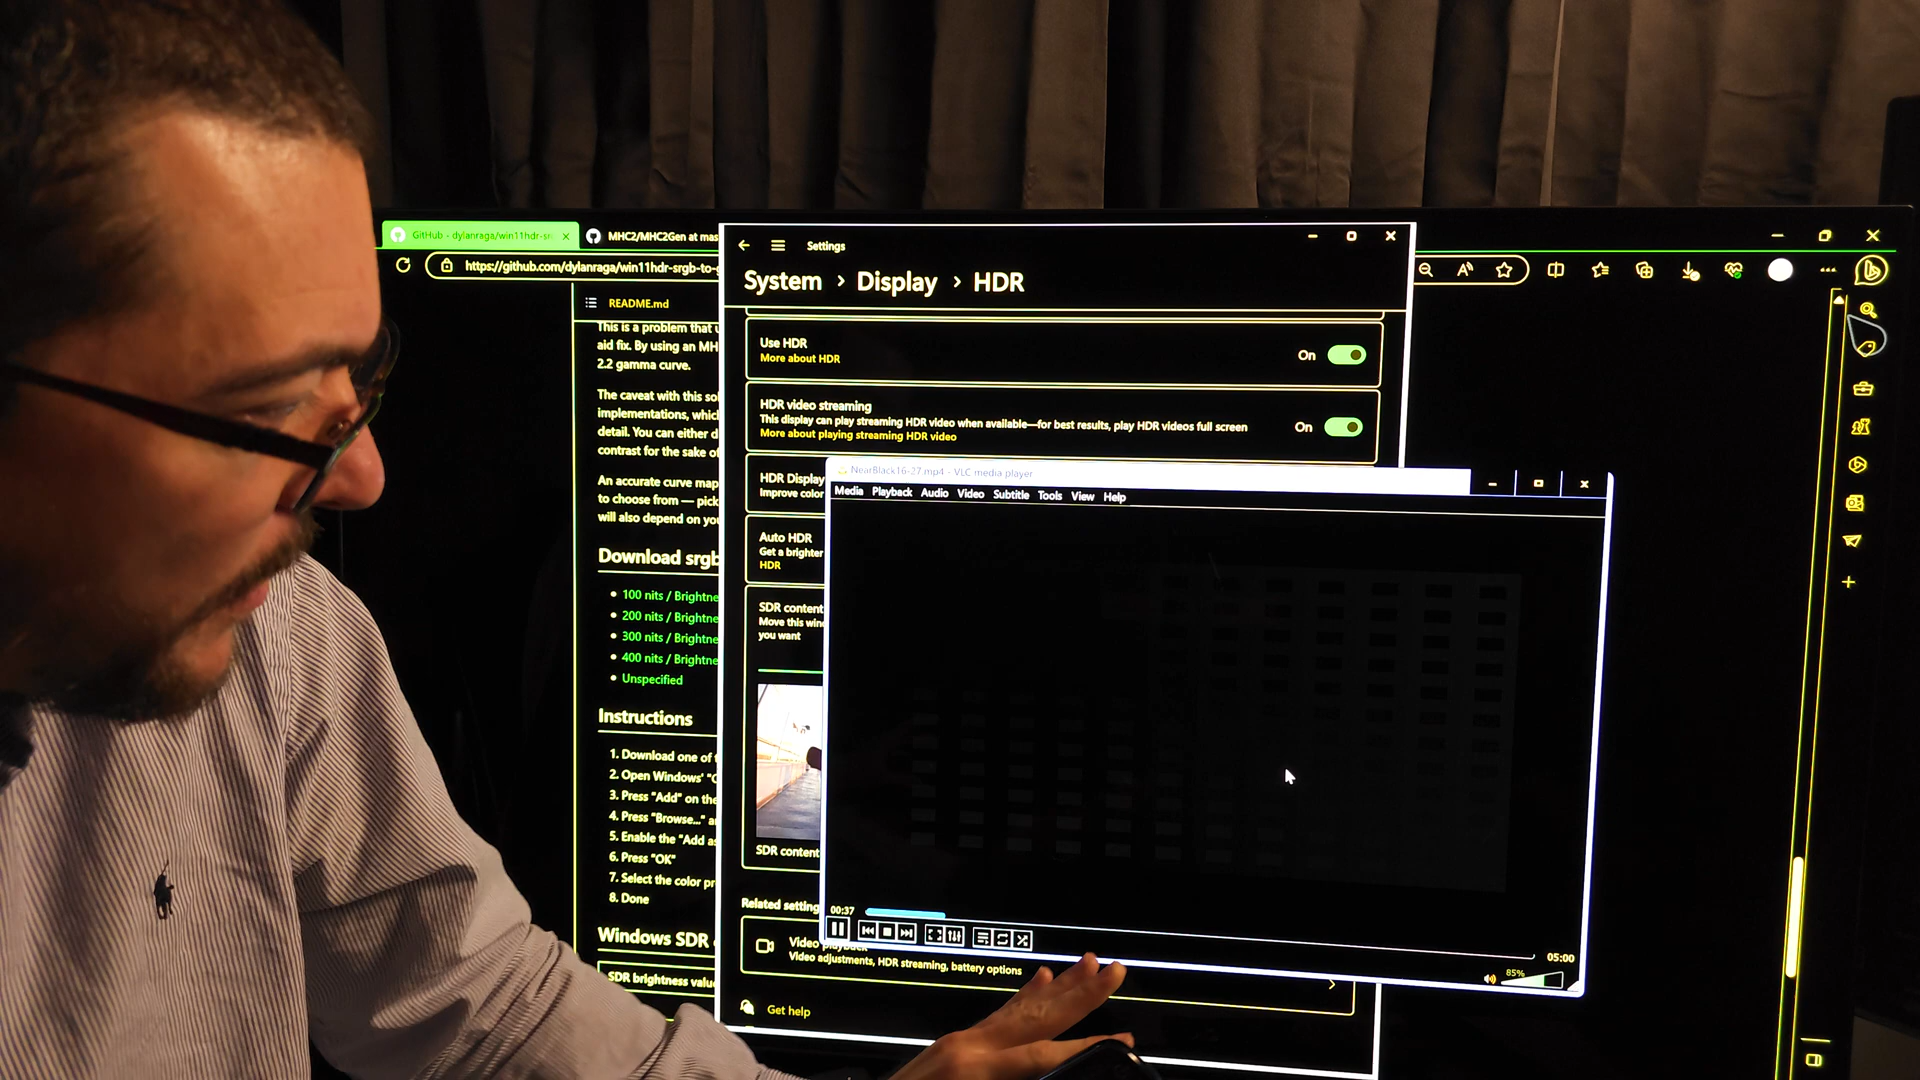 GitHub - dylanraga/win11hdr-sr
MHC2/MHC2Gen at mas
https://github.com/dylanraga/win11hdr-srgb-to-g
README.md
This is a problem that u
aid fix. By using an MH
2.2 gamma curve.
The caveat with this sol
implementations, which
detail. You can either d
contrast for the sake of
An accurate curve map
to choose from — pick
will also depend on you
Download srgb
100 nits / Brightne
200 nits / Brightne
300 nits / Brightne
400 nits / Brightne
Unspecified
Instructions
1. Download one of t
2. Open Windows' "C
3. Press "Add" on the
4. Press "Browse..." a
5. Enable the "Add as
6. Press "OK"
7. Select the color pr
8. Done
Windows SDR
SDR brightness value
Settings
System > Display > HDR
Use HDR
More about HDR
On
HDR video streaming
This display can play streaming HDR video when available—for best results, play HDR videos full screen
More about playing streaming HDR video
On
HDR Display
Improve color
Auto HDR
Get a brighter
HDR
SDR content
Move this wind
you want
SDR content
Related setting
Video playback
Video adjustments, HDR streaming, battery options
Get help
NearBlack16-27.mp4 - VLC media player
Media Playback Audio Video Subtitle Tools View Help
00:37
05:00
85%